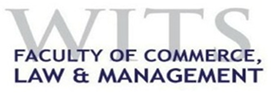 WITS
FACULTY OF COMMERCE,
LAW & MANAGEMENT